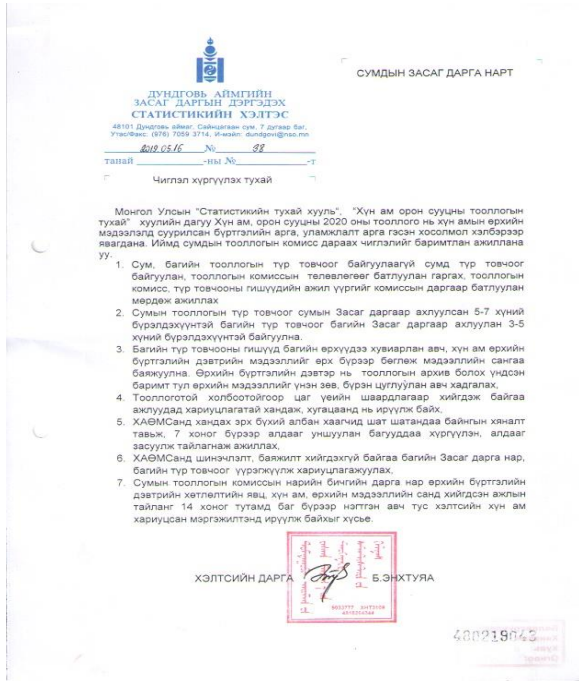 СУМДЫН ЗАСАГ ДАРГА НАРТ
ДУНДГОВЬ АЙМГИЙН
ЗАСАГ ДАРГЫН ДЭРГЭДЭХ
СТАТИСТИКИЙН ХЭЛТЭС
48101 Дундговь аймаг, Сайнцагаан сум, 7 дугаар баг,
Утас/Факс: (976) 7059 3714, И-мэйл: dundgovi@nso.mn
2019.05.16 № 38
танай ____________-ны № ____________-т
Чиглэл хүргүүлэх тухай
Монгол Улсын “Статистикийн тухай хууль”, “Хүн ам орон сууцны тооллогын
тухай” хуулийн дагуу Хүн ам, орон сууцны 2020 оны тооллого нь хүн амын өрхийн
мэдээлэлд суурилсан бүртгэлийн арга, уламжлалт арга гэсэн хосолмол хэлбэрээр
явагдана. Иймд сумдын тооллогын комисс дараах чиглэлийг баримтлан ажиллана
уу.
1. Сум, багийн тооллогын түр товчоог байгуулаагүй сумд түр товчоог
байгуулан, тооллогын комиссын төлөвлөгөөг батлуулан гаргах, тооллогын
комисс, түр товчооны гишүүдийн ажил үүргийг комиссын даргаар батлуулан
мөрдөж ажиллах
2. Сумын тооллогын түр товчоог сумын Засаг даргаар ахлуулсан 5-7 хүний
бүрэлдэхүүнтэй багийн түр товчоог багийн Засаг даргаар ахлуулан 3-5
хүний бүрэлдэхүүнтэй байгуулна.
3. Багийн түр товчооны гишүүд багийн өрхүүдээ хувиарлан авч, хүн ам өрхийн
бүртгэлийн дэвтрийн мэдээллийг өрх бүрээр бөглөж мэдээллийн сангаа
баяжуулна. Өрхийн бүртгэлийн дэвтэр нь тооллогын архив болох үндсэн
баримт тул өрхийн мэдээллийг үнэн зөв, бүрэн цуглуулан авч хадгалах,
4. Тооллоготой холбоотойгоор цаг үеийн шаардлагаар хийгдэж байгаа
ажлуудад хариуцлагатай хандаж, хугацаанд нь ирүүлж байх,
5. ХАӨМСанд хандах эрх бүхий албан хаагчид шат шатандаа байнгын хяналт
тавьж, 7 хоног бүрээр алдааг уншуулан багууддаа хүргүүлэн, алдааг
засуулж тайлагнаж ажиллах,
6. ХАӨМСанд шинэчлэлт, баяжилт хийгдэхгүй байгаа багийн Засаг дарга нар,
багийн түр товчоог үүрэгжүүлж хариуцлагажуулах,
7. Сумын тооллогын комиссын нарийн бичгийн дарга нар өрхийн бүртгэлийн
дэвтрийн хөтлөлтийн явц, хүн ам, өрхийн мэдээллийн санд хийгдсэн ажлын
тайланг 14 хоног тутамд баг бүрээр нэгтгэн авч тус хэлтсийн хүн ам
хариуцсан мэргэжилтэнд ирүүлж байхыг хүсье.
ХЭЛТСИЙН ДАРГА Б.ЭНХТУЯА
480219043